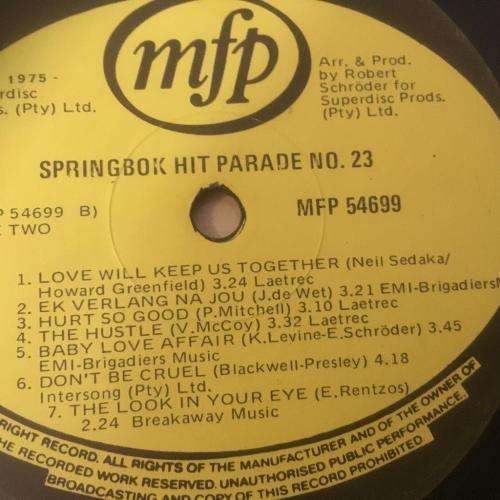 mfp
1975 -
rdisc
s. (Pty) Ltd.
Arr. & Prod.
by Robert
Schröder for
Superdisc Prods.
(Pty) Ltd.
SPRINGBOK HIT PARADE NO. 23
P 54699 B)
E TWO
MFP 54699
1. LOVE WILL KEEP US TOGETHER (Neil Sedaka/
Howard Greenfield) 3.24 Laetrec
2. EK VERLANG NA JOU (J.de Wet) 3.21 EMI-BrigadiersM
3. HURT SO GOOD (P.Mitchell) 3.10 Laetrec
4. THE HUSTLE (V.McCoy) 3.32 Laetrec
5. BABY LOVE AFFAIR (K.Levine-E.Schröder) 3.45
EMI-Brigadiers Music
6. DON'T BE CRUEL (Blackwell-Presley) 4.18
Intersong (Pty) Ltd.
7. THE LOOK IN YOUR EYE (E.Rentzos)
2.24 Breakaway Music
RIGHT RECORD. ALL RIGHTS OF THE MANUFACTURER AND OF THE OWNER OF
THE RECORDED WORK RESERVED. UNAUTHORISED PUBLIC PERFORMANCE,
BROADCASTING AND COPY OF THIS RECORD PROHIBITED